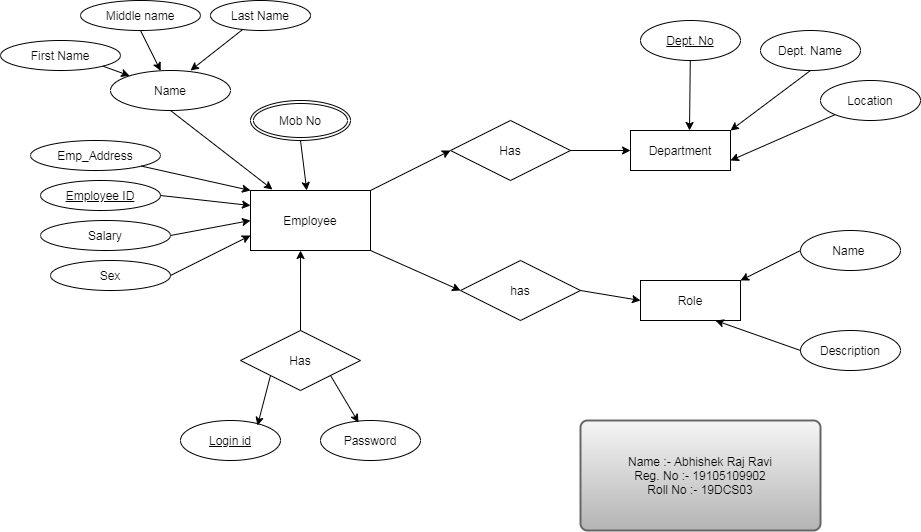 Middle name
Last Name
First Name
Name
Mob No
Emp_Address
Employee ID
Salary
Sex
Employee
Has
Login id
Password
Has
Department
Dept. No
Dept. Name
Location
has
Role
Name
Description
Name :- Abhishek Raj Ravi
Reg. No :- 19105109902
Roll No :- 19DCS03